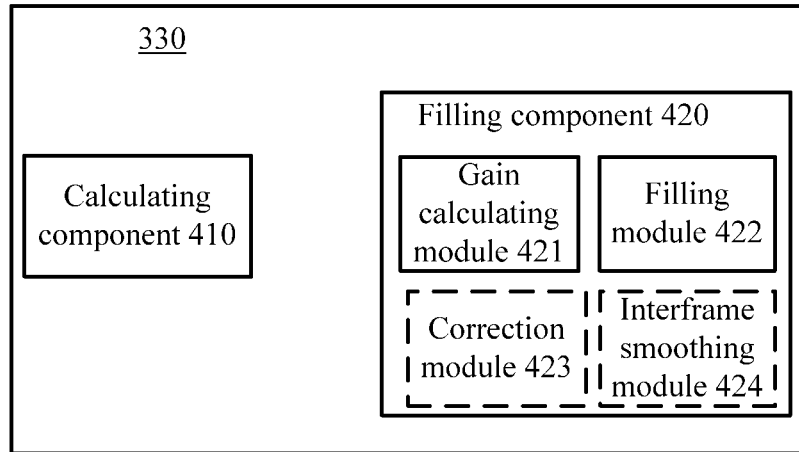 330
Filling component 420
Calculating
component 410
Gain
calculating
module 421
Filling
module 422
Correction
module 423
Interframe
smoothing
module 424